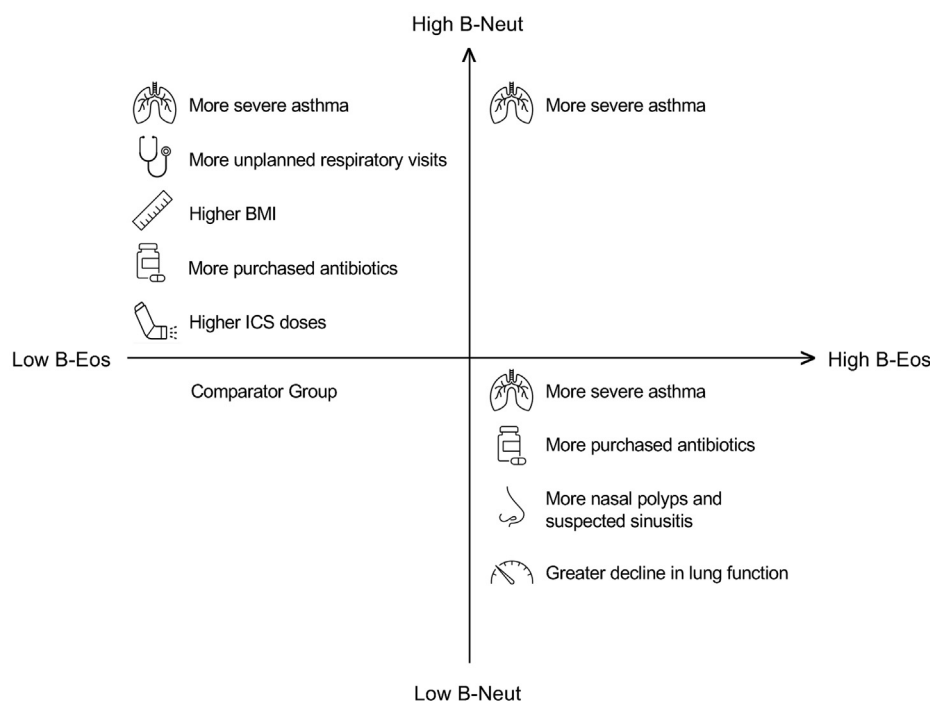 High B-Neut
More severe asthma
More unplanned respiratory visits
Higher BMI
More purchased antibiotics
Higher ICS doses
More severe asthma
Low B-Eos
High B-Eos
Comparator Group
More severe asthma
More purchased antibiotics
More nasal polyps and
suspected sinusitis
Greater decline in lung function
Low B-Neut